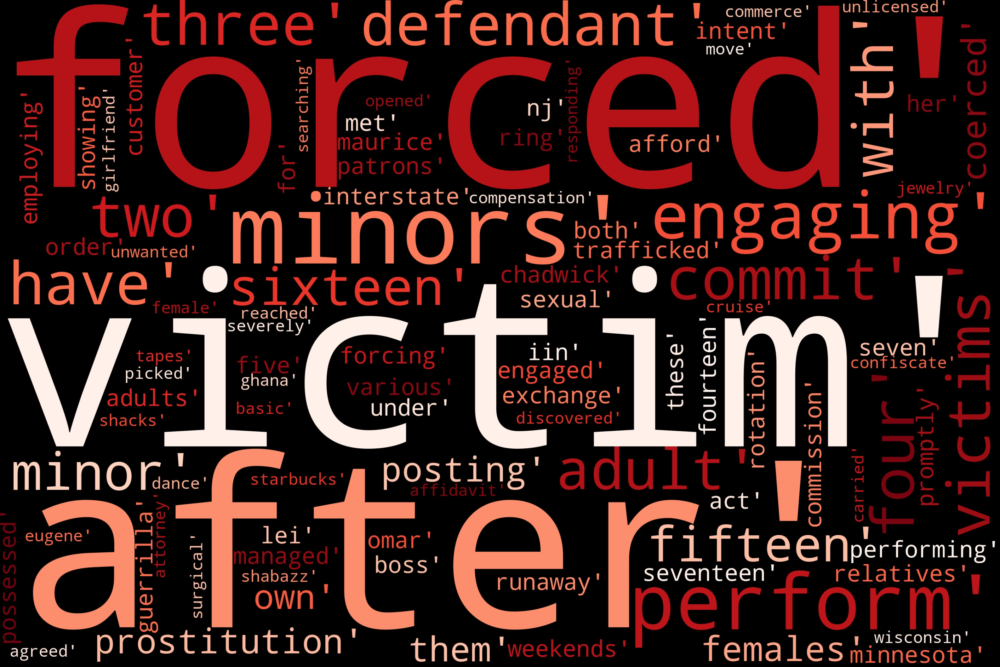 three'
defendant'
commerce'
unlicensed'
intent'
move'
forced'
with'
coerced'
her'
customer'
showing'
girlfriend'
employing'
searching'
opened'
nj'
responding'
met'
maurice'
ring'
afford'
patrons'
for'
jewelry'
interstate'
compensation'
two'
minors'
engaging'
both'
trafficked'
order'
unwanted'
have'
sixteen'
chadwick'
commit'
sexual'
female'
cruise'
reached'
severely'
victim'
victims'
these'
fourteen'
seven'
confiscate'
tapes'
picked'
five'
ghana'
forcing'
iin'
engaged'
various'
exchange'
adults'
under'
basic'
shacks'
discovered'
rotation'
commission'
four'
promptly'
carried'
minor'
dance'
starbucks'
posting'
affidavit'
adult'
act'
after'
possessed'
eugene'
guerrilla'
attorney'
surgical'
lei'
omar'
managed'
boss'
shabazz'
own'
runaway'
fifteen'
performing'
seventeen'
relatives'
perform'
agreed'
prostitution'
them'
weekends'
females'
wisconsin'
minnesota'